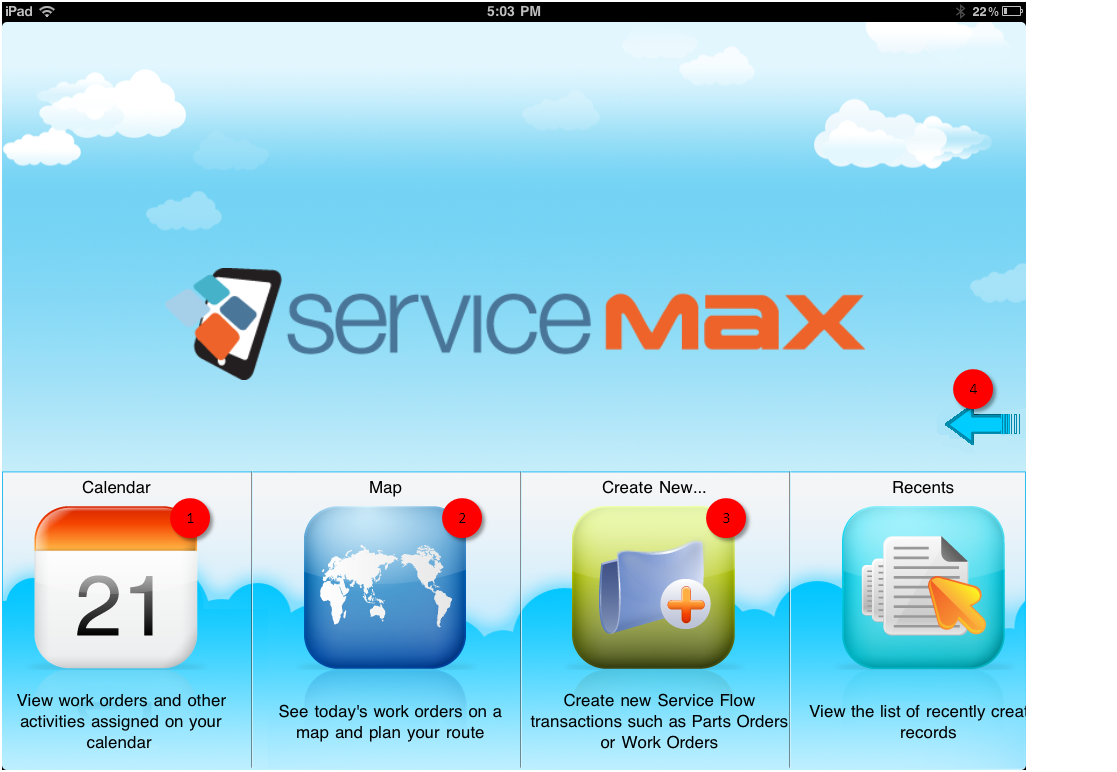 iPad 5:03 PM 22%
service max
4
Calendar Map Create New... Recents
1 2 3
21
View work orders and other
activities assigned on your
calendar
See today's work orders on a
map and plan your route
Create new Service Flow
transactions such as Parts Orders
or Work Orders
View the list of recently creat
records